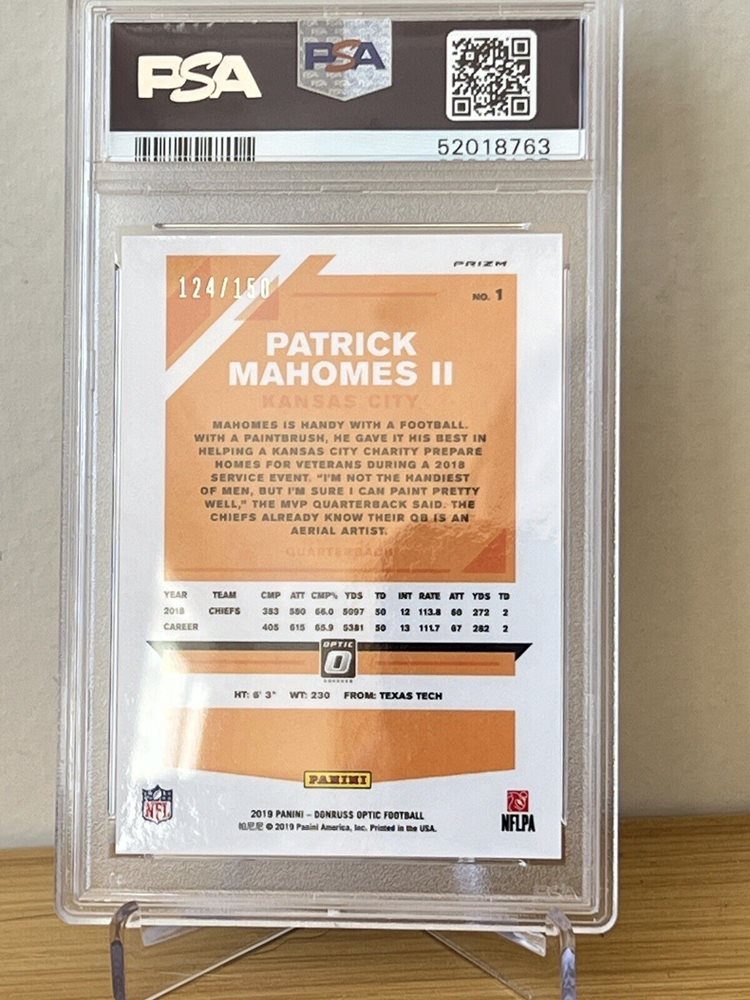 PSA
PSA
52018763
PRIZM
124/150
NO. 1
PATRICK
MAHOMES II
KANSAS CITY
MAHOMES IS HANDY WITH A FOOTBALL.
WITH A PAINTBRUSH, HE GAVE IT HIS BEST IN
HELPING A KANSAS CITY CHARITY PREPARE
HOMES FOR VETERANS DURING A 2018
SERVICE EVENT. “I’M NOT THE HANDIEST
OF MEN, BUT I’M SURE I CAN PAINT PRETTY
WELL,” THE MVP QUARTERBACK SAID. THE
CHIEFS ALREADY KNOW THEIR QB IS AN
AERIAL ARTIST.
QUARTERBACK
YEAR TEAM CMP ATT CMP% YDS TD INT RATE ATT YDS TD
2018 CHIEFS 383 580 66.0 5097 50 12 113.8 60 272 2
CAREER 405 615 65.9 5381 50 13 111.7 67 282 2
OPTIC
DONRUSS
HT: 6' 3" WT: 230 FROM: TEXAS TECH
PANINI
NFL
2019 PANINI – DONRUSS OPTIC FOOTBALL
帕尼尼 © 2019 Panini America, Inc. Printed in the USA.
NFLPA
PSA